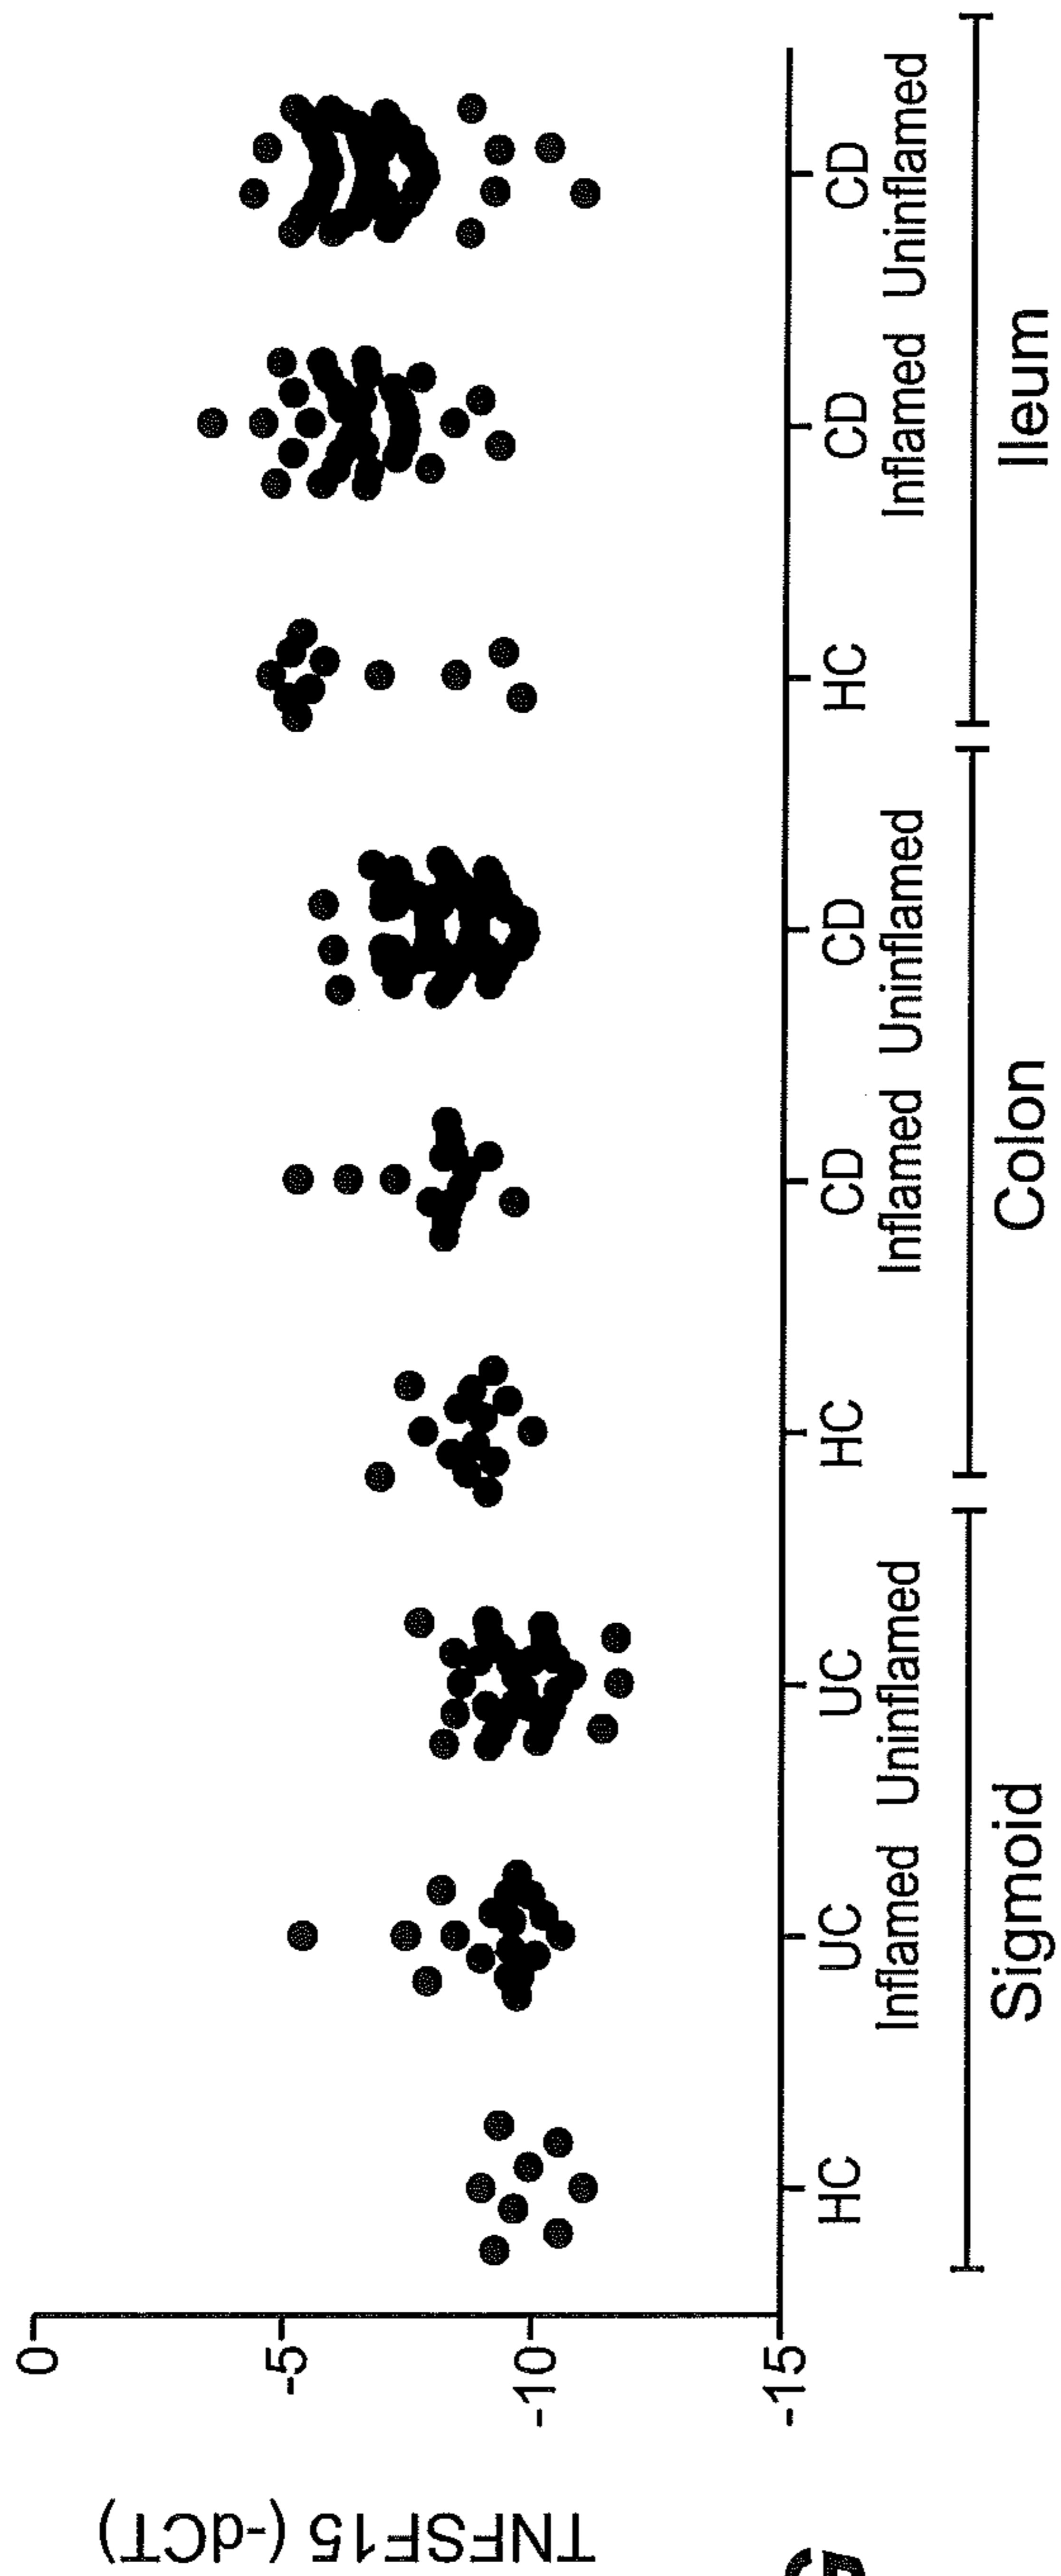 TNFSF15 (-dCT)
0
-5
-10
-15
HC UC UC HC CD CD HC CD CD
Inflamed Uninflamed Inflamed Uninflamed Inflamed Uninflamed
Sigmoid Colon Ileum